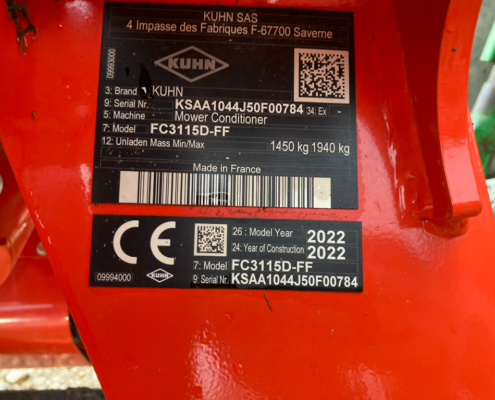 KUHN SAS
4 Impasse des Fabriques F-67700 Saverne
09993000
KUHN
3: Brand KUHN
9: Serial Nr. KSAA1044J50F00784 34: Ex
5: Machine Mower Conditioner
7: Model FC3115D-FF
12: Unladen Mass Min/Max 1450 kg 1940 kg
Made in France
CE
26: Model Year 2022
24: Year of Construction 2022
09994000 KUHN
7: Model FC3115D-FF
9: Serial Nr. KSAA1044J50F00784